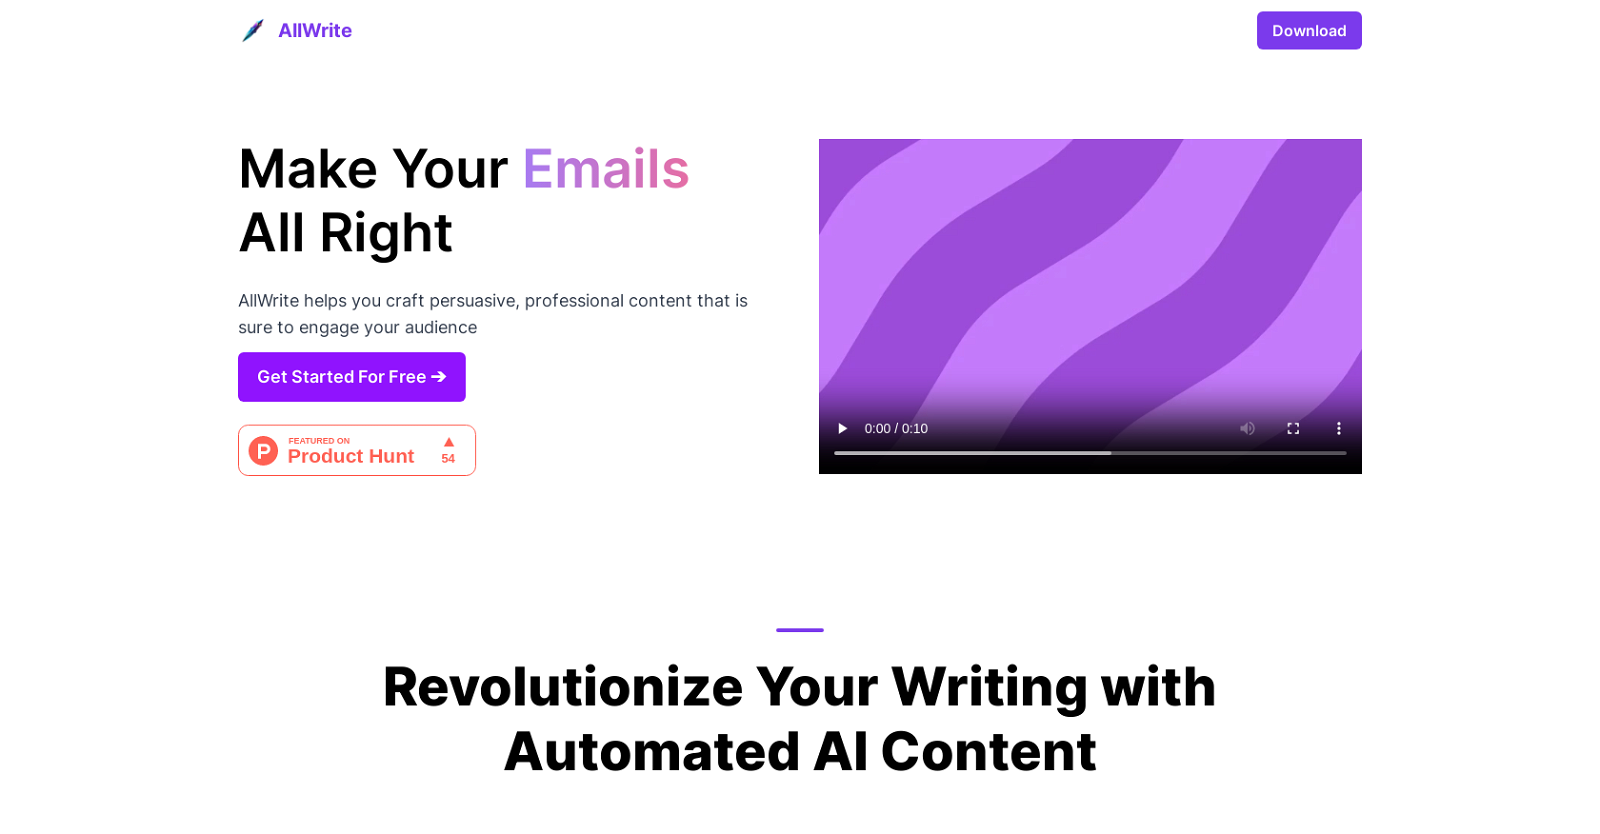 AllWrite
Download
Make Your Emails
All Right
AllWrite helps you craft persuasive, professional content that is
sure to engage your audience
Get Started For Free ➔
FEATURED ON
Product Hunt
▲
54
0:00 / 0:10
Revolutionize Your Writing with
Automated AI Content